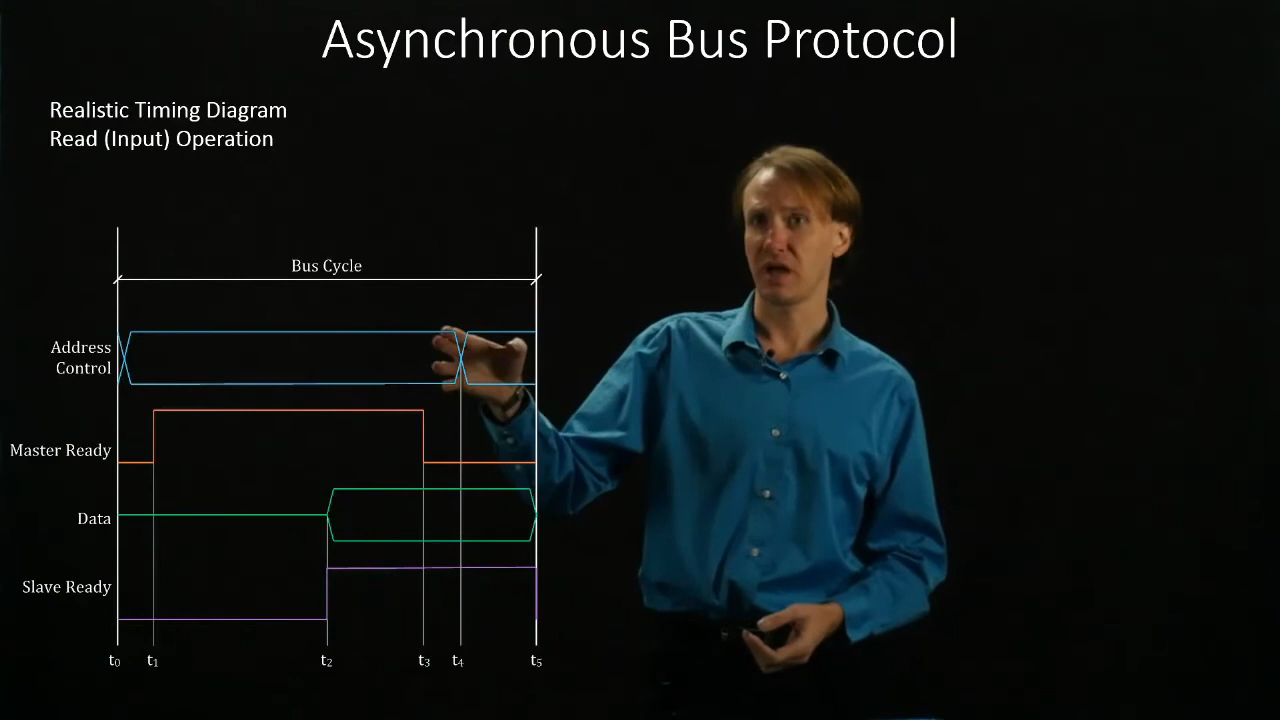 Asynchronous Bus Protocol
Realistic Timing Diagram
Read (Input) Operation
Bus Cycle
Address
Control
Master Ready
Data
Slave Ready
t₀ t₁ t₂ t₃ t₄ t₅